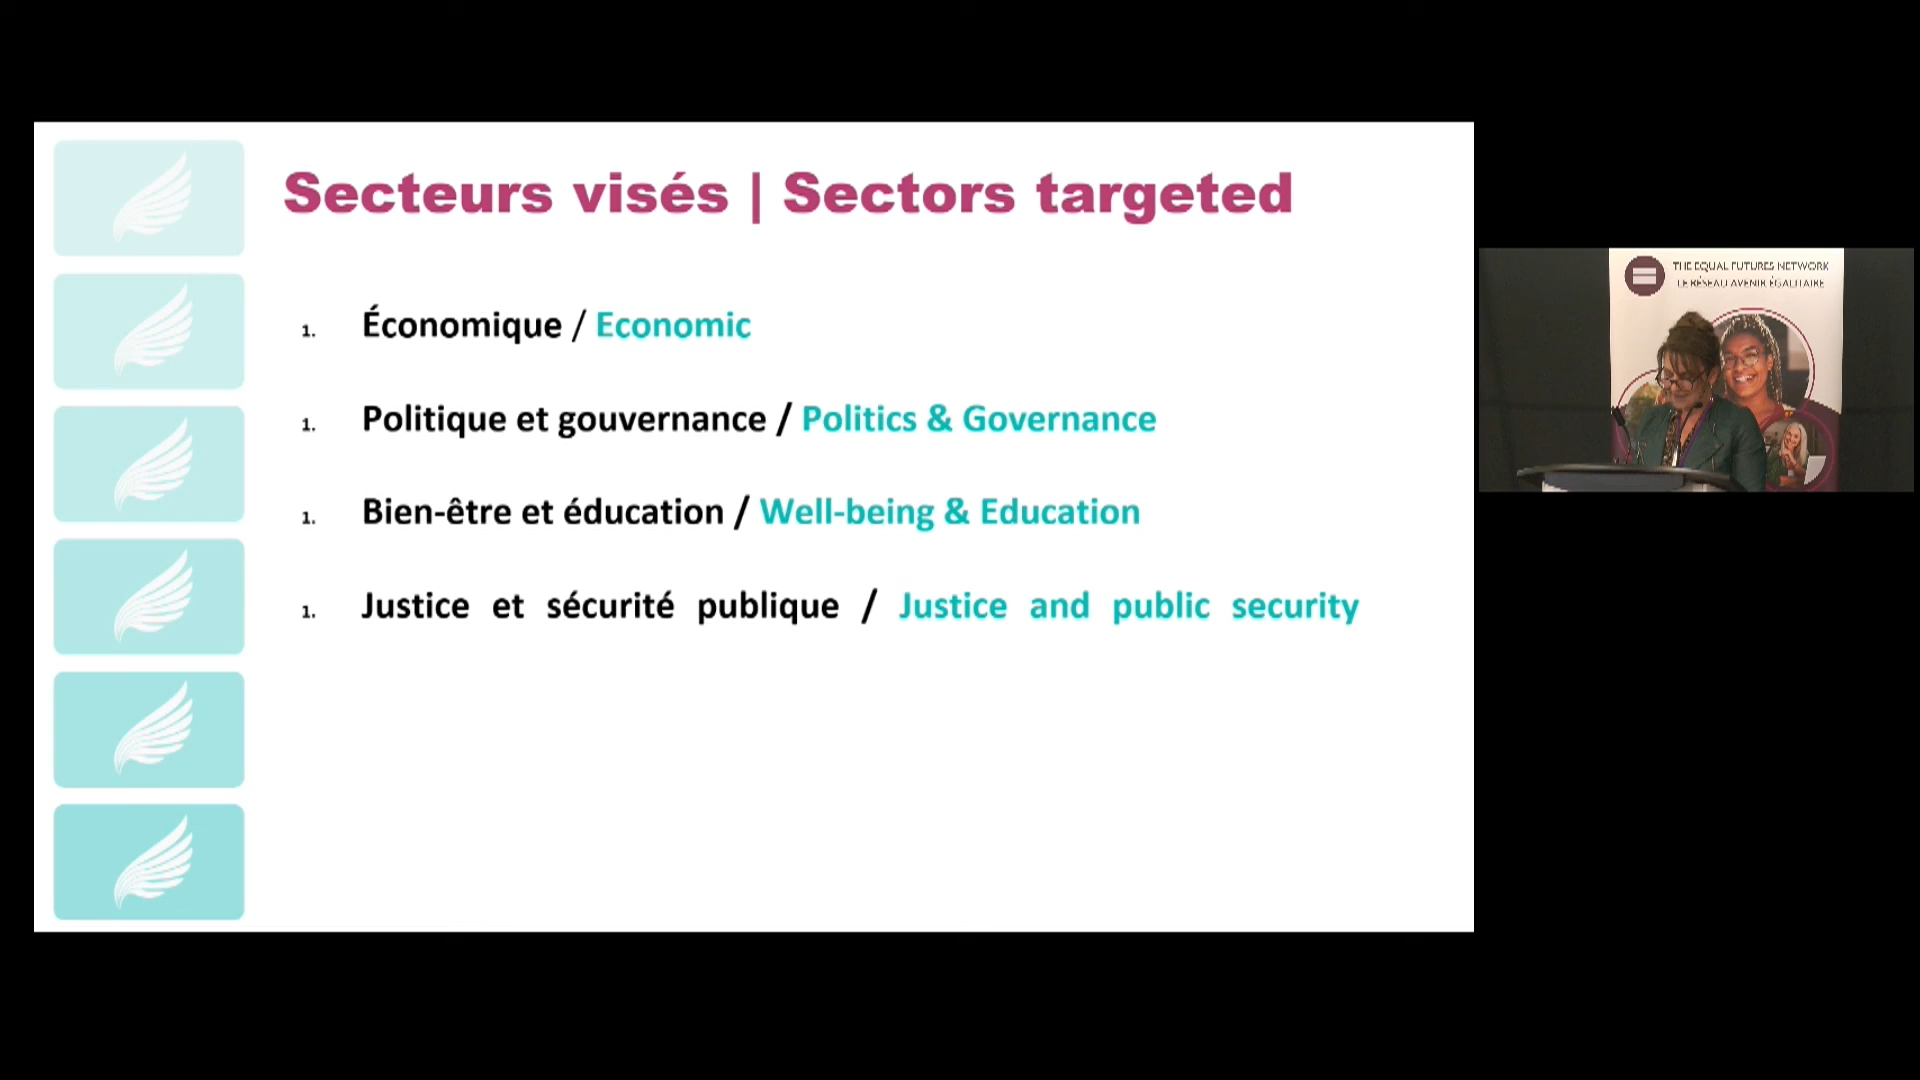 Secteurs visés | Sectors targeted
1. Économique / Economic
1. Politique et gouvernance / Politics & Governance
1. Bien-être et éducation / Well-being & Education
1. Justice et sécurité publique / Justice and public security
THE EQUAL FUTURES NETWORK
LE RÉSEAU AVENIR ÉGALITAIRE